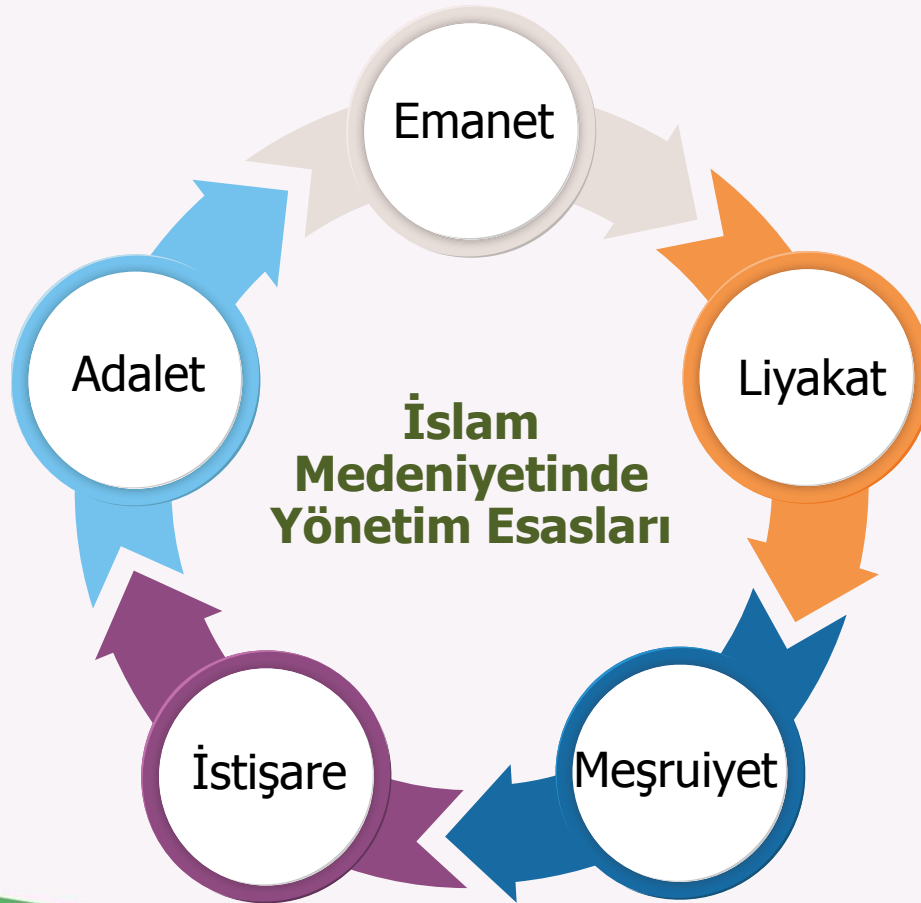 Emanet
Adalet
Liyakat
İslam
Medeniyetinde
Yönetim Esasları
İstişare
Meşruiyet